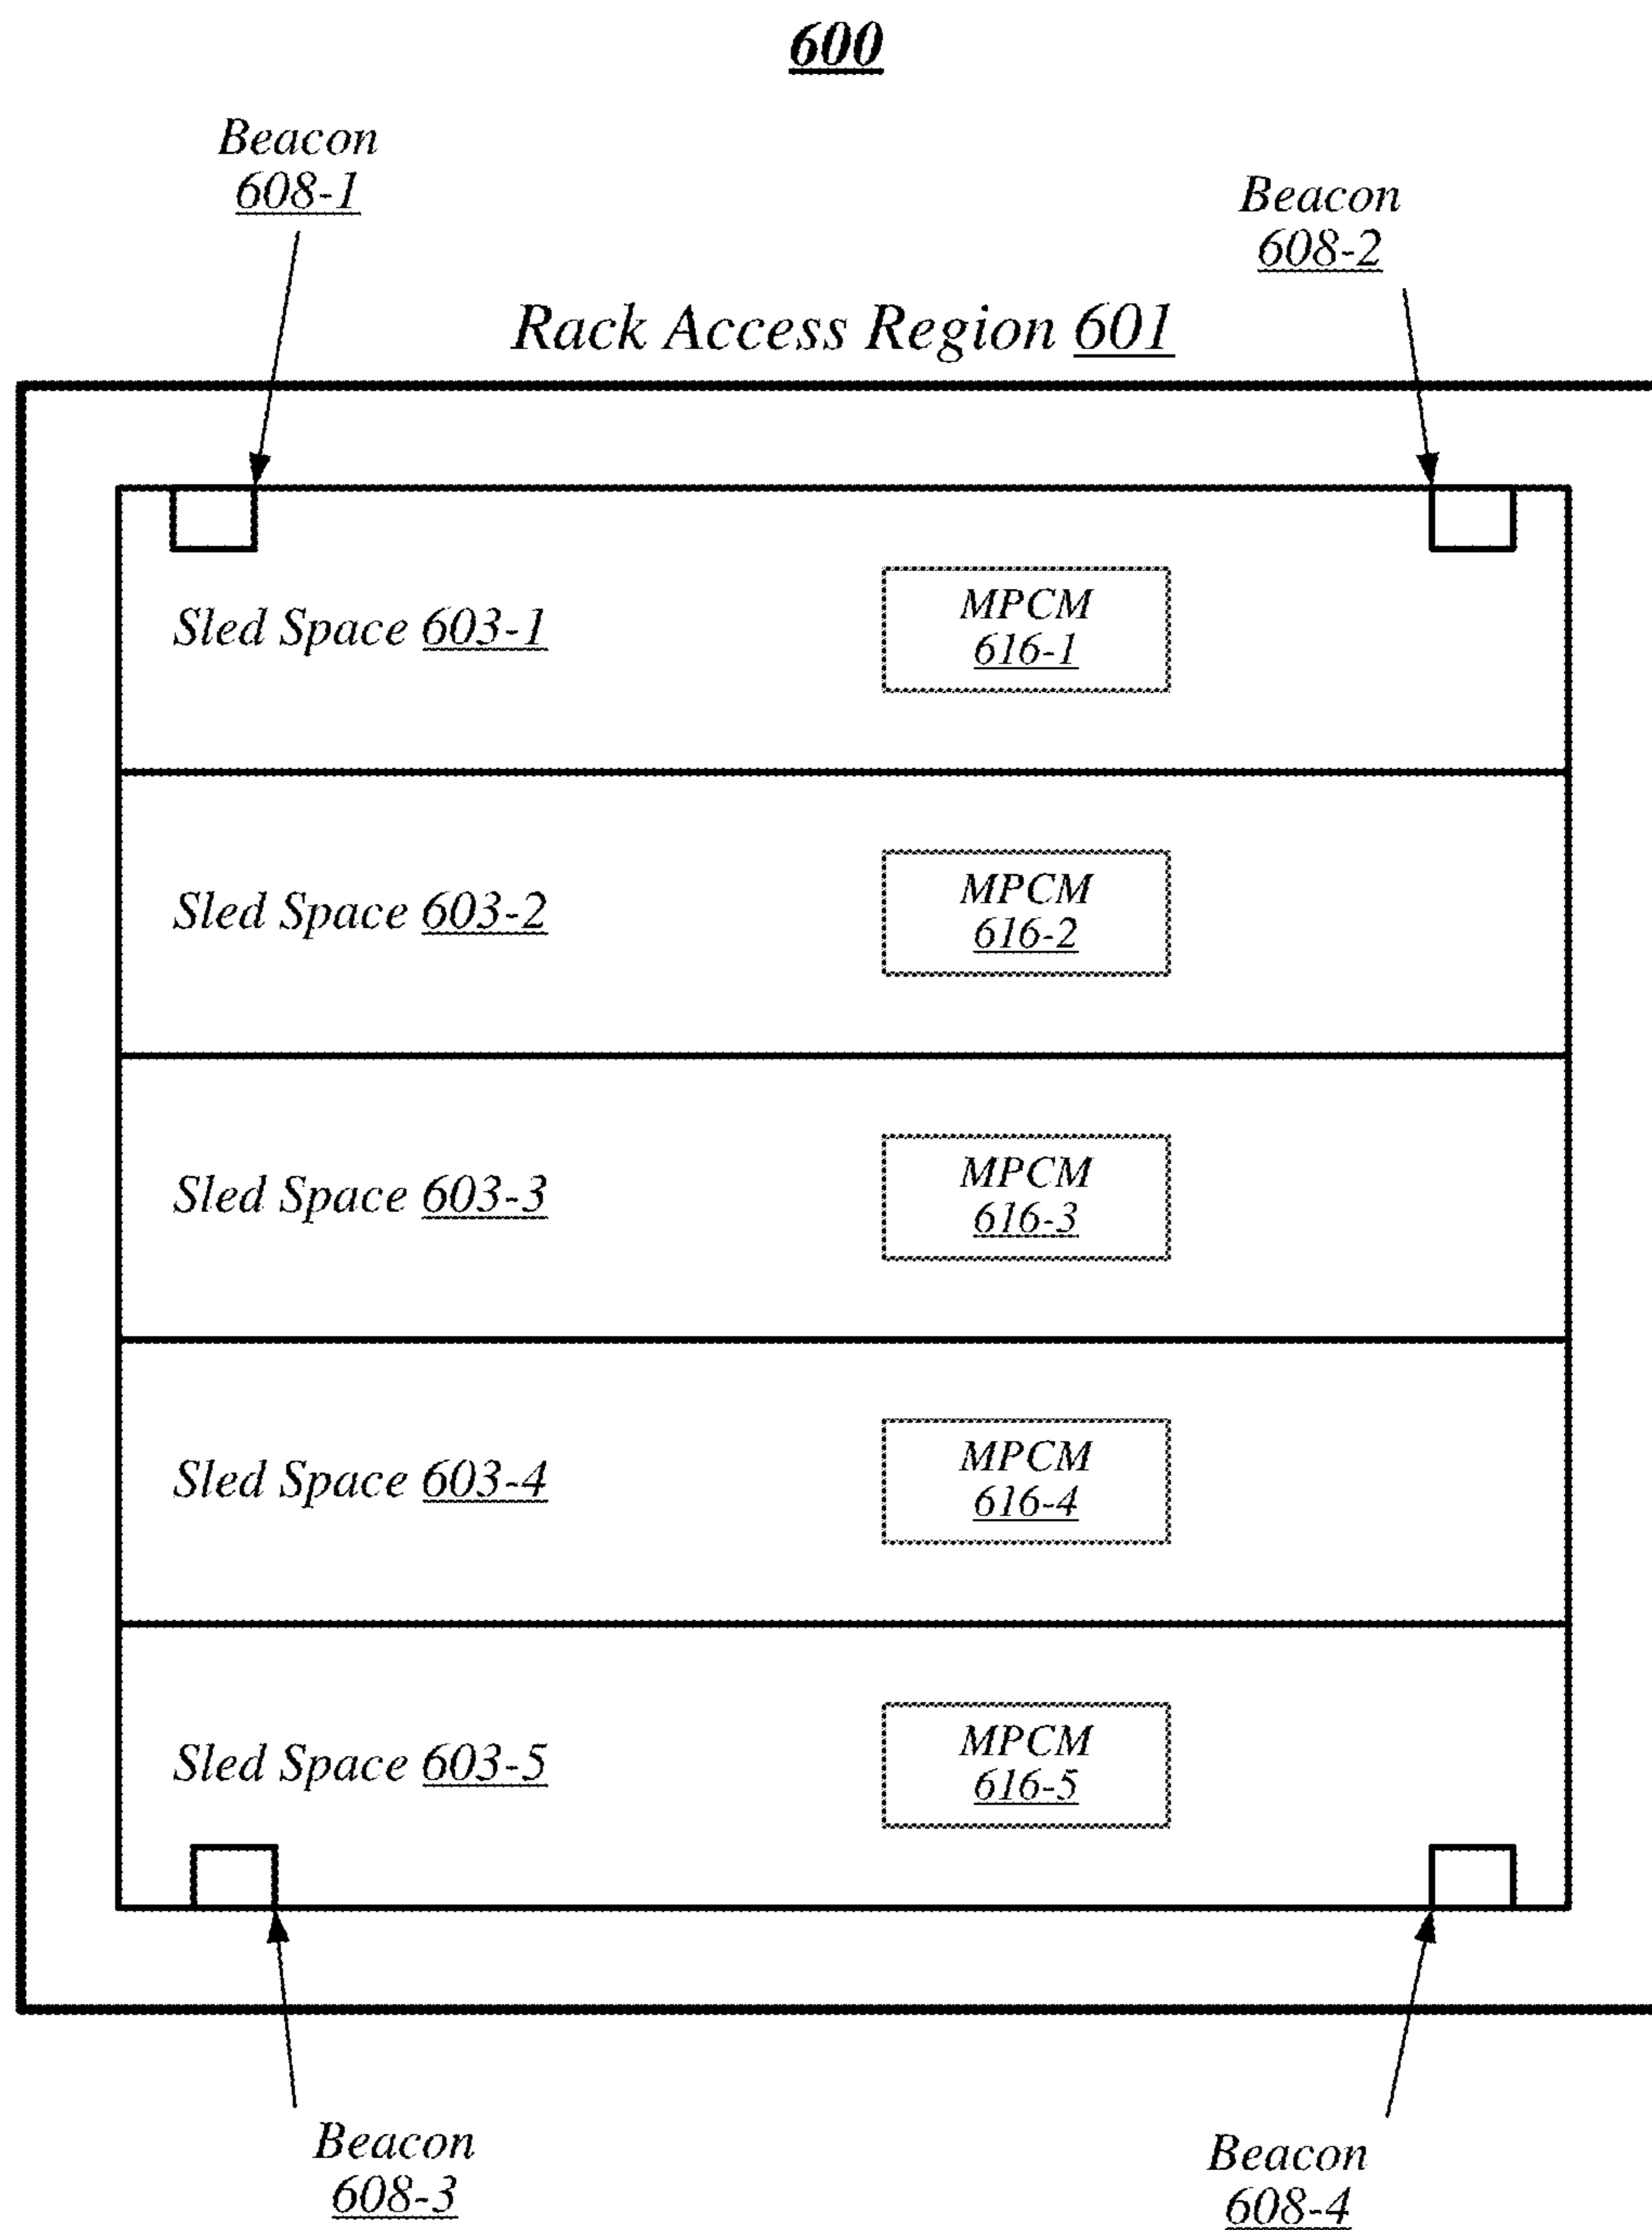 600
Beacon
608-1
Beacon
608-2
Rack Access Region 601
Sled Space 603-1
MPCM
616-1
Sled Space 603-2
MPCM
616-2
Sled Space 603-3
MPCM
616-3
Sled Space 603-4
MPCM
616-4
Sled Space 603-5
MPCM
616-5
Beacon
608-3
Beacon
608-4